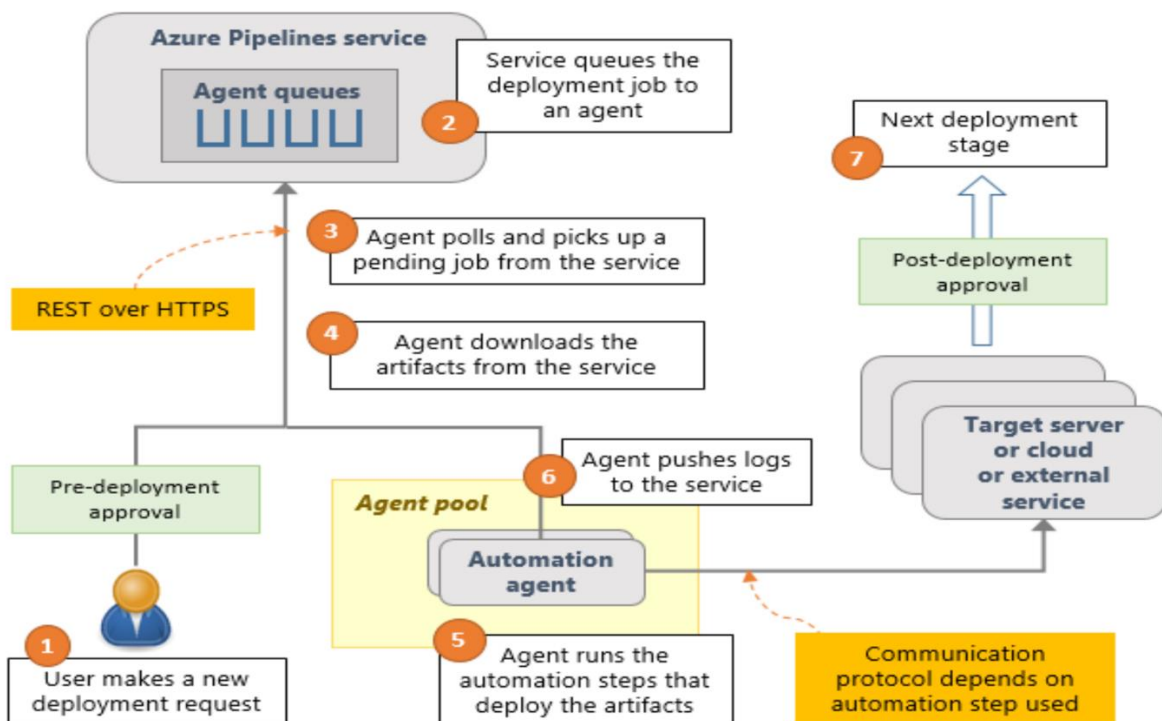 Azure Pipelines service
Agent queues
2
Service queues the
deployment job to
an agent
7
Next deployment
stage
3
Agent polls and picks up a
pending job from the service
REST over HTTPS
Post-deployment
approval
4
Agent downloads the
artifacts from the service
Target server
or cloud
or external
service
Pre-deployment
approval
6
Agent pushes logs
to the service
Agent pool
Automation
agent
1
User makes a new
deployment request
5
Agent runs the
automation steps that
deploy the artifacts
Communication
protocol depends on
automation step used